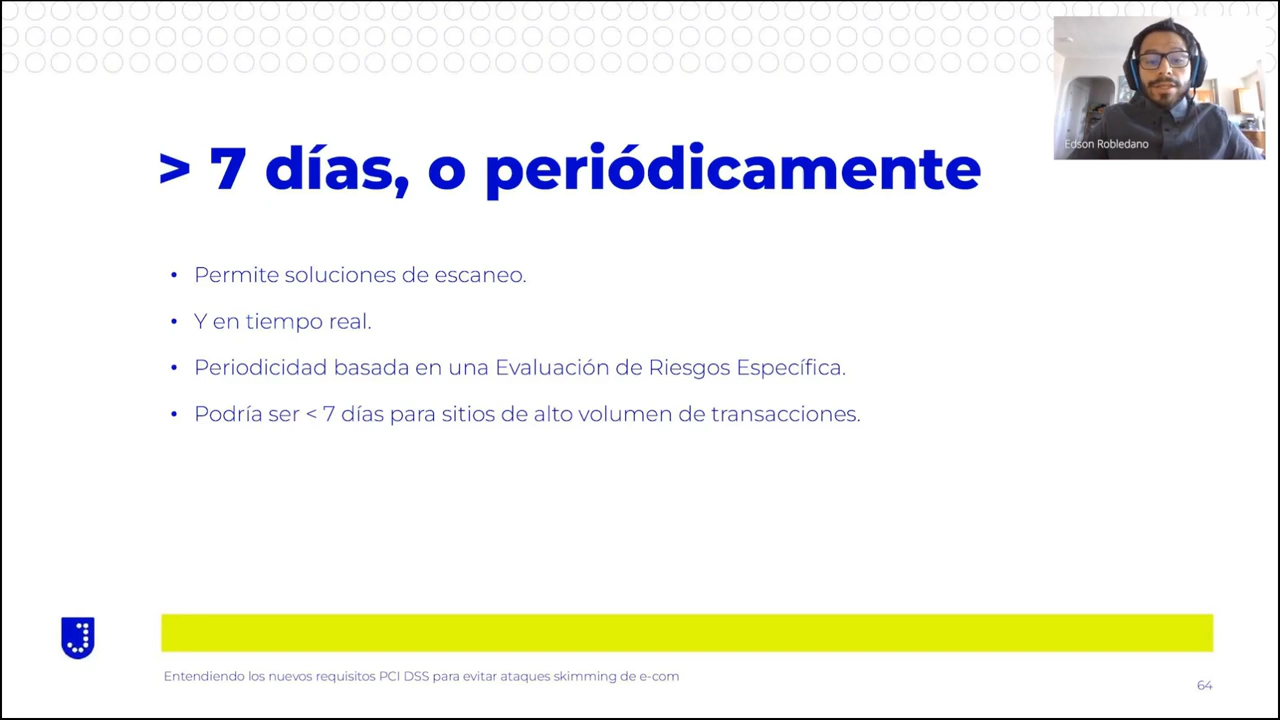 Edson Robledano
> 7 días, o periódicamente
• Permite soluciones de escaneo.
• Y en tiempo real.
• Periodicidad basada en una Evaluación de Riesgos Específica.
• Podría ser < 7 días para sitios de alto volumen de transacciones.
Entendiendo los nuevos requisitos PCI DSS para evitar ataques skimming de e-com
64